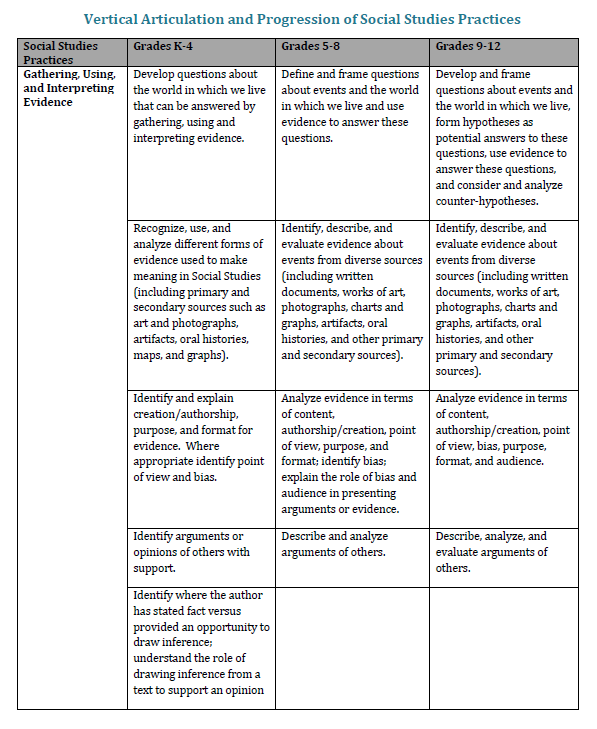 Vertical Articulation and Progression of Social Studies Practices
Social Studies
Practices
Grades K-4
Grades 5-8
Grades 9-12
Gathering, Using,
and Interpreting
Evidence
Develop questions about
the world in which we live
that can be answered by
gathering, using and
interpreting evidence.
Define and frame questions
about events and the world
in which we live and use
evidence to answer these
questions.
Develop and frame
questions about events and
the world in which we live,
form hypotheses as
potential answers to these
questions, use evidence to
answer these questions,
and consider and analyze
counter-hypotheses.
Recognize, use, and
analyze different forms of
evidence used to make
meaning in Social Studies
(including primary and
secondary sources such as
art and photographs,
artifacts, oral histories,
maps, and graphs).
Identify, describe, and
evaluate evidence about
events from diverse sources
(including written
documents, works of art,
photographs, charts and
graphs, artifacts, oral
histories, and other primary
and secondary sources).
Identify, describe, and
evaluate evidence about
events from diverse
sources (including written
documents, works of art,
photographs, charts and
graphs, artifacts, oral
histories, and other
primary and secondary
sources).
Identify and explain
creation/authorship,
purpose, and format for
evidence. Where
appropriate identify point
of view and bias.
Analyze evidence in terms
of content,
authorship/creation, point
of view, purpose, and
format; identify bias;
explain the role of bias and
audience in presenting
arguments or evidence.
Analyze evidence in terms
of content,
authorship/creation, point
of view, bias, purpose,
format, and audience.
Identify arguments or
opinions of others with
support.
Describe and analyze
arguments of others.
Describe, analyze, and
evaluate arguments of
others.
Identify where the author
has stated fact versus
provided an opportunity to
draw inference;
understand the role of
drawing inference from a
text to support an opinion